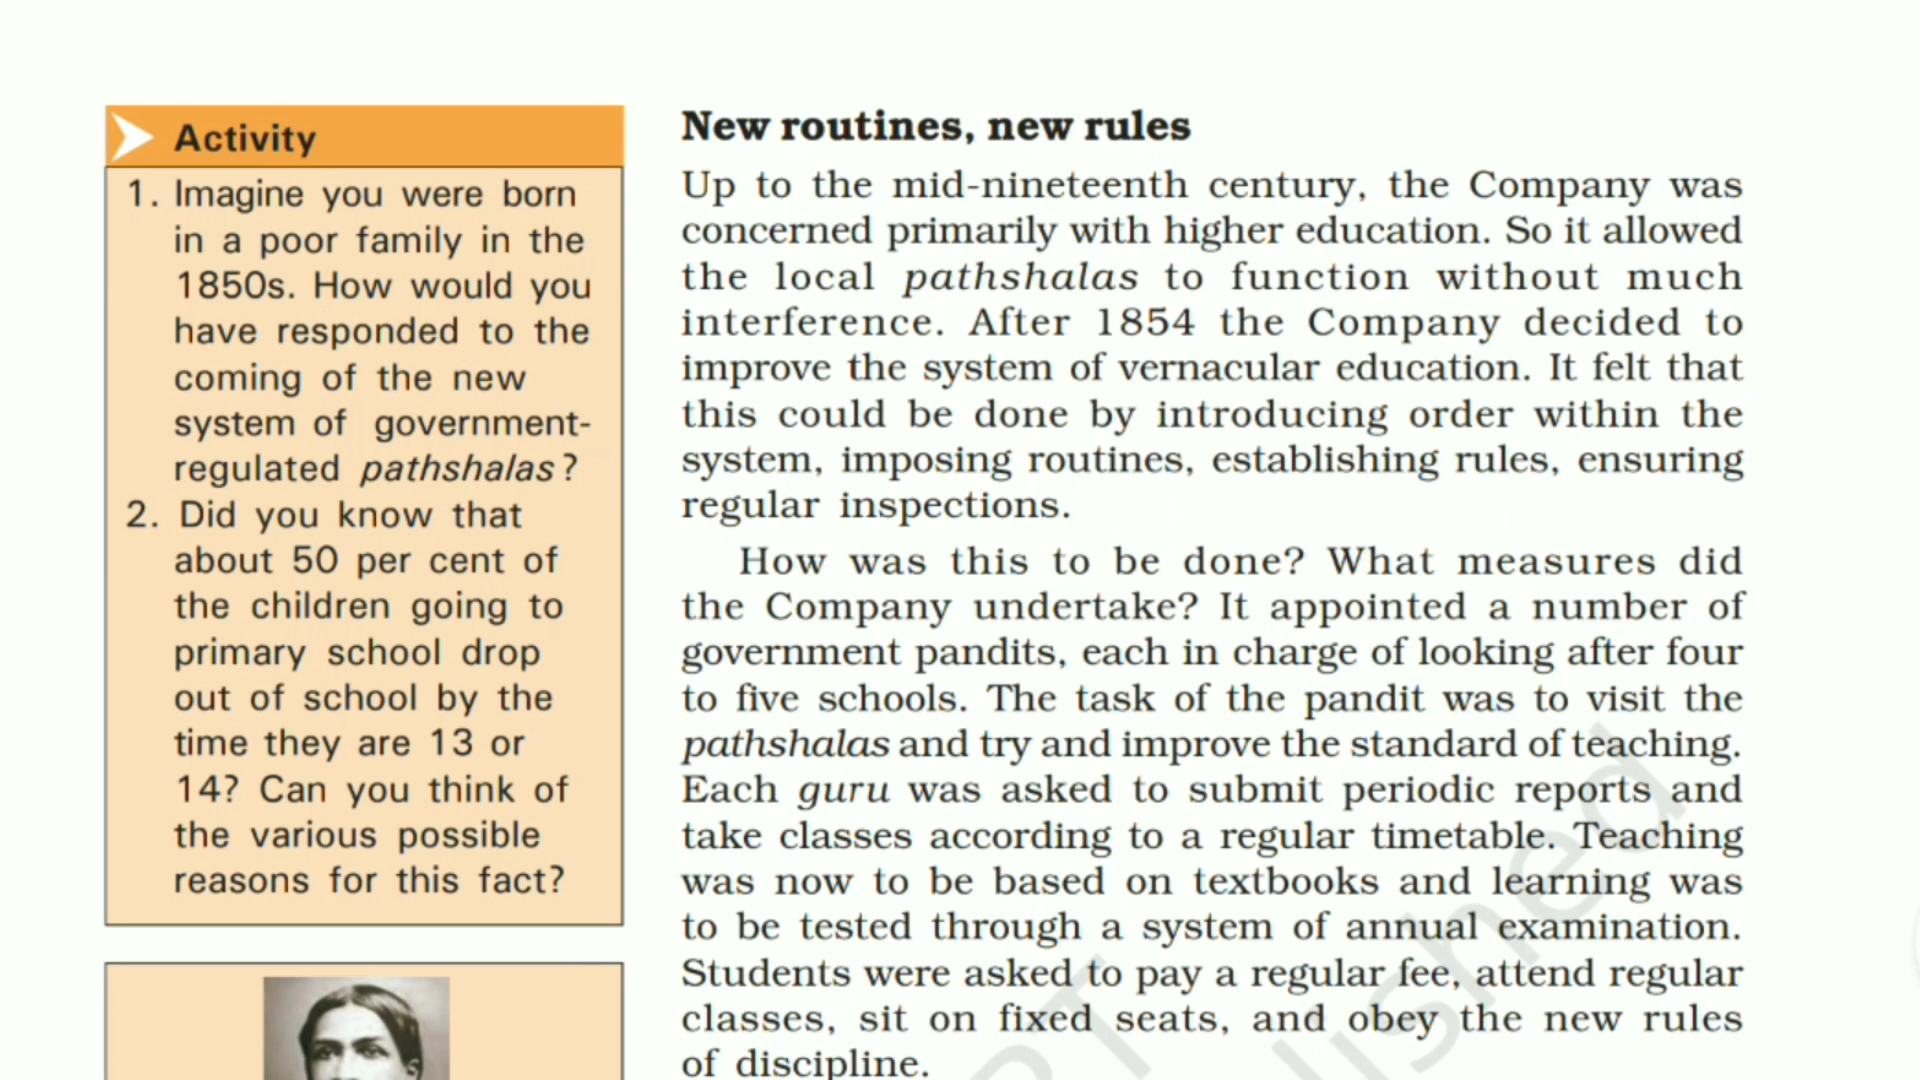 Activity
1. Imagine you were born
in a poor family in the
1850s. How would you
have responded to the
coming of the new
system of government-
regulated pathshalas?
2. Did you know that
about 50 per cent of
the children going to
primary school drop
out of school by the
time they are 13 or
14? Can you think of
the various possible
reasons for this fact?
New routines, new rules
Up to the mid-nineteenth century, the Company was
concerned primarily with higher education. So it allowed
the local pathshalas to function without much
interference. After 1854 the Company decided to
improve the system of vernacular education. It felt that
this could be done by introducing order within the
system, imposing routines, establishing rules, ensuring
regular inspections.
How was this to be done? What measures did
the Company undertake? It appointed a number of
government pandits, each in charge of looking after four
to five schools. The task of the pandit was to visit the
pathshalas and try and improve the standard of teaching.
Each guru was asked to submit periodic reports and
take classes according to a regular timetable. Teaching
was now to be based on textbooks and learning was
to be tested through a system of annual examination.
Students were asked to pay a regular fee, attend regular
classes, sit on fixed seats, and obey the new rules
of discipline.